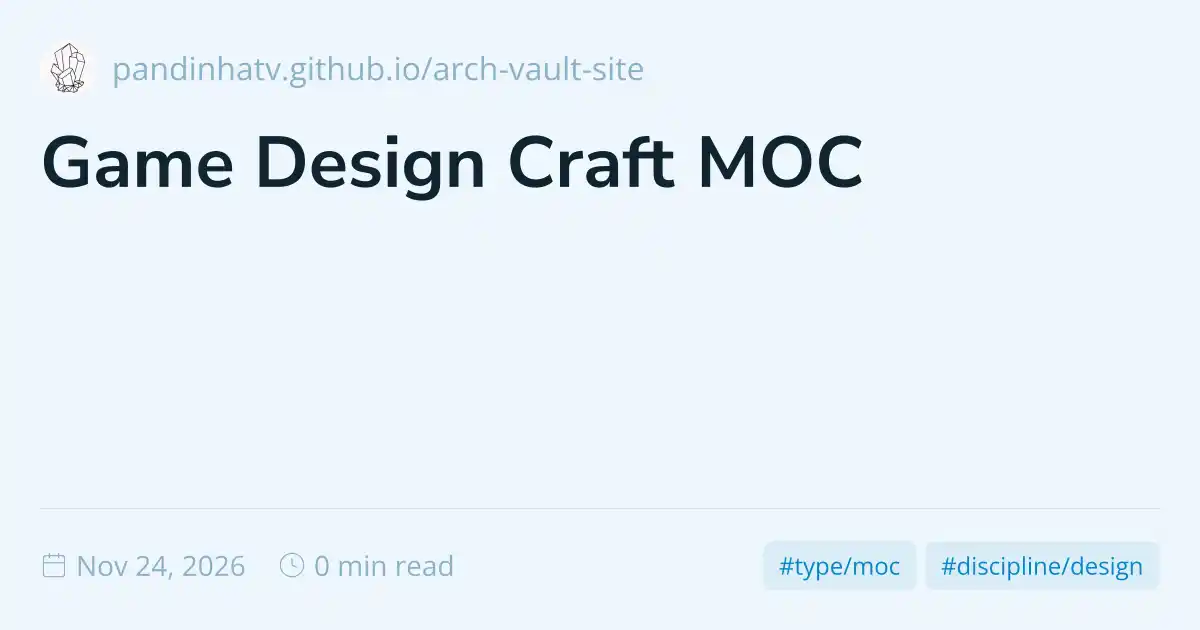 pandinhatv.github.io/arch-vault-site
Game Design Craft MOC
Nov 24, 2026 0 min read #type/moc #discipline/design